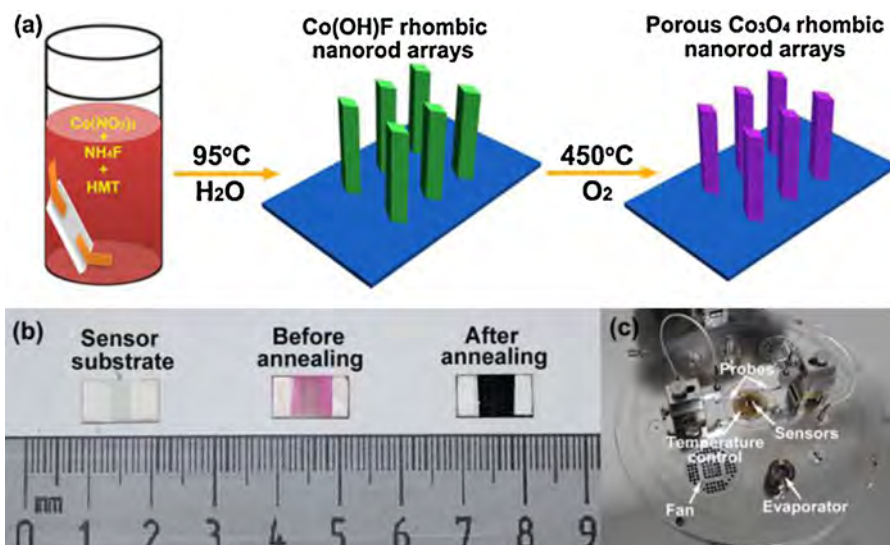 (a)
Co(OH)F rhombic
nanorod arrays
Porous Co₃O₄ rhombic
nanorod arrays
Co(NO₃)₂
+
NH₄F
+
HMT
95°C
H₂O
450°C
O₂
(b)
Sensor
substrate
Before
annealing
After
annealing
mm
0 1 2 3 4 5 6 7 8 9
(c)
Probes
Temperature
control
Sensors
Fan
Evaporator